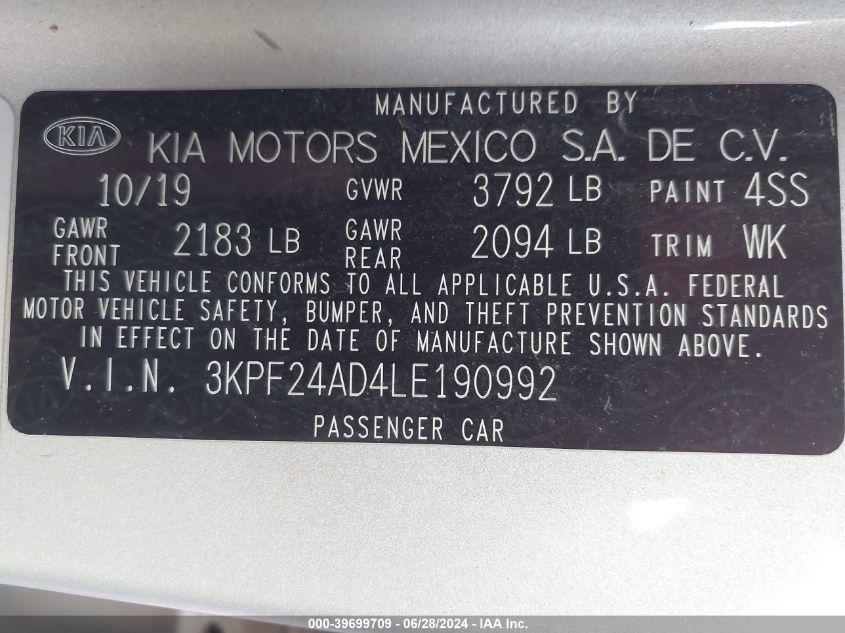 MANUFACTURED BY
KIA KIA MOTORS MEXICO S.A. DE C.V.
10/19 GVWR 3792 LB PAINT 4SS
GAWR FRONT 2183 LB GAWR REAR 2094 LB TRIM WK
THIS VEHICLE CONFORMS TO ALL APPLICABLE U.S.A. FEDERAL
MOTOR VEHICLE SAFETY, BUMPER, AND THEFT PREVENTION STANDARDS
IN EFFECT ON THE DATE OF MANUFACTURE SHOWN ABOVE.
V.I.N. 3KPF24AD4LE190992
PASSENGER CAR
000-39699709 - 06/28/2024 - IAA Inc.